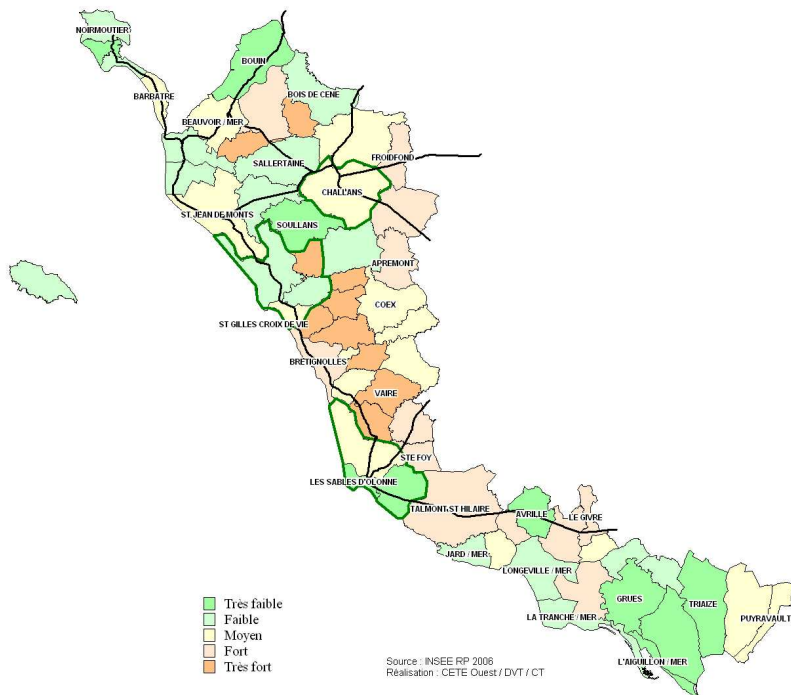 NOIRMOUTIER
BOUIN
BARBATRE
BOIS DE CENE
BEAUVOIR / MER
FROIDFOND
SALLERTAINE
CHALLANS
ST JEAN DE MONTS
SOULLANS
APREMONT
COEX
ST GILLES CROIX DE VIE
BRETIGNOLLES
VAIRE
STE FOY
LES SABLES D'OLONNE
TALMONT ST HILAIRE
AVRILLE
LE GIVRE
JARD / MER
LONGEVILLE / MER
GRUES
TRIAIZE
LA TRANCHE / MER
PUYRAVAULT
L'AIGUILLON / MER
Très faible
Faible
Moyen
Fort
Très fort
Source : INSEE RP 2006
Réalisation : CETE Ouest / DVT / CT